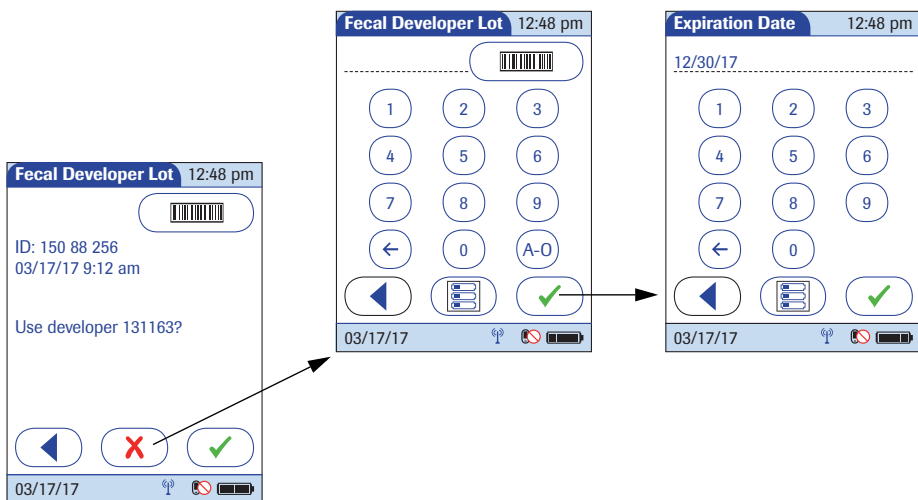 Fecal Developer Lot 12:48 pm
ID: 150 88 256
03/17/17 9:12 am
Use developer 131163?
03/17/17
Fecal Developer Lot 12:48 pm
1 2 3
4 5 6
7 8 9
0 A-O
03/17/17
Expiration Date 12:48 pm
12/30/17
1 2 3
4 5 6
7 8 9
0
03/17/17